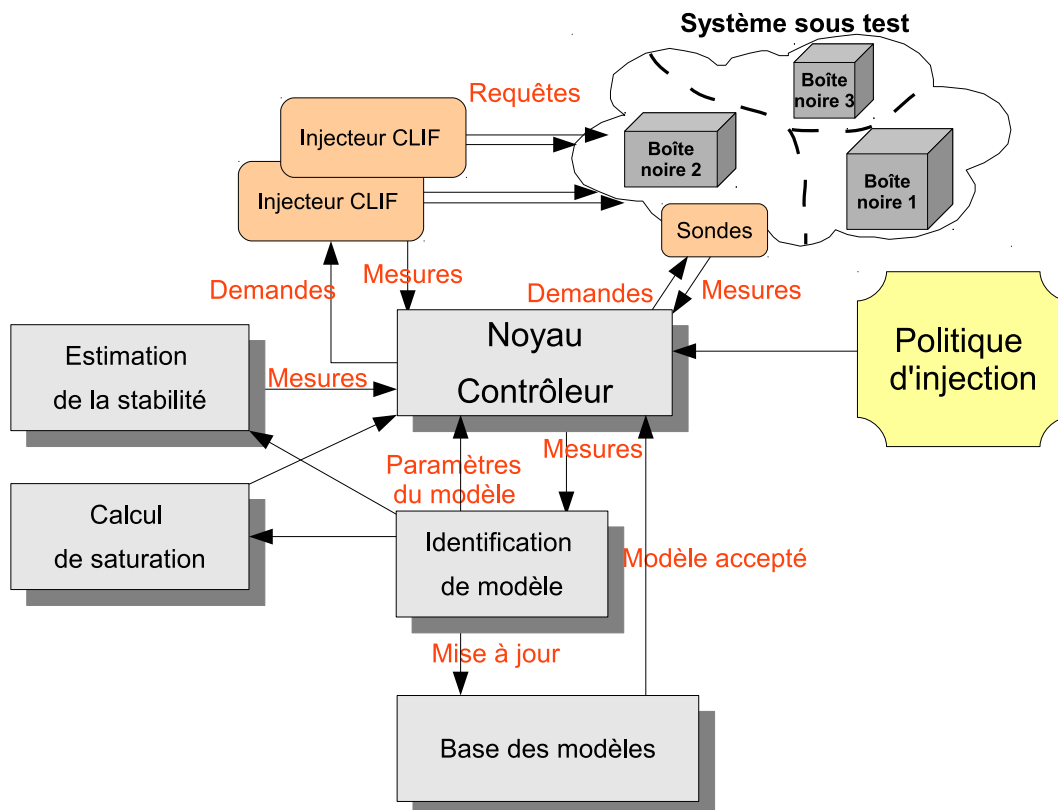 Système sous test
Boîte
noire 3
Requêtes
Injecteur CLIF
Boîte
noire 2
Injecteur CLIF
Boîte
noire 1
Sondes
Demandes
Mesures
Demandes
Mesures
Noyau
Contrôleur
Politique
d'injection
Estimation
de la stabilité
Mesures
Mesures
Paramètres
du modèle
Calcul
de saturation
Identification
de modèle
Modèle accepté
Mise à jour
Base des modèles